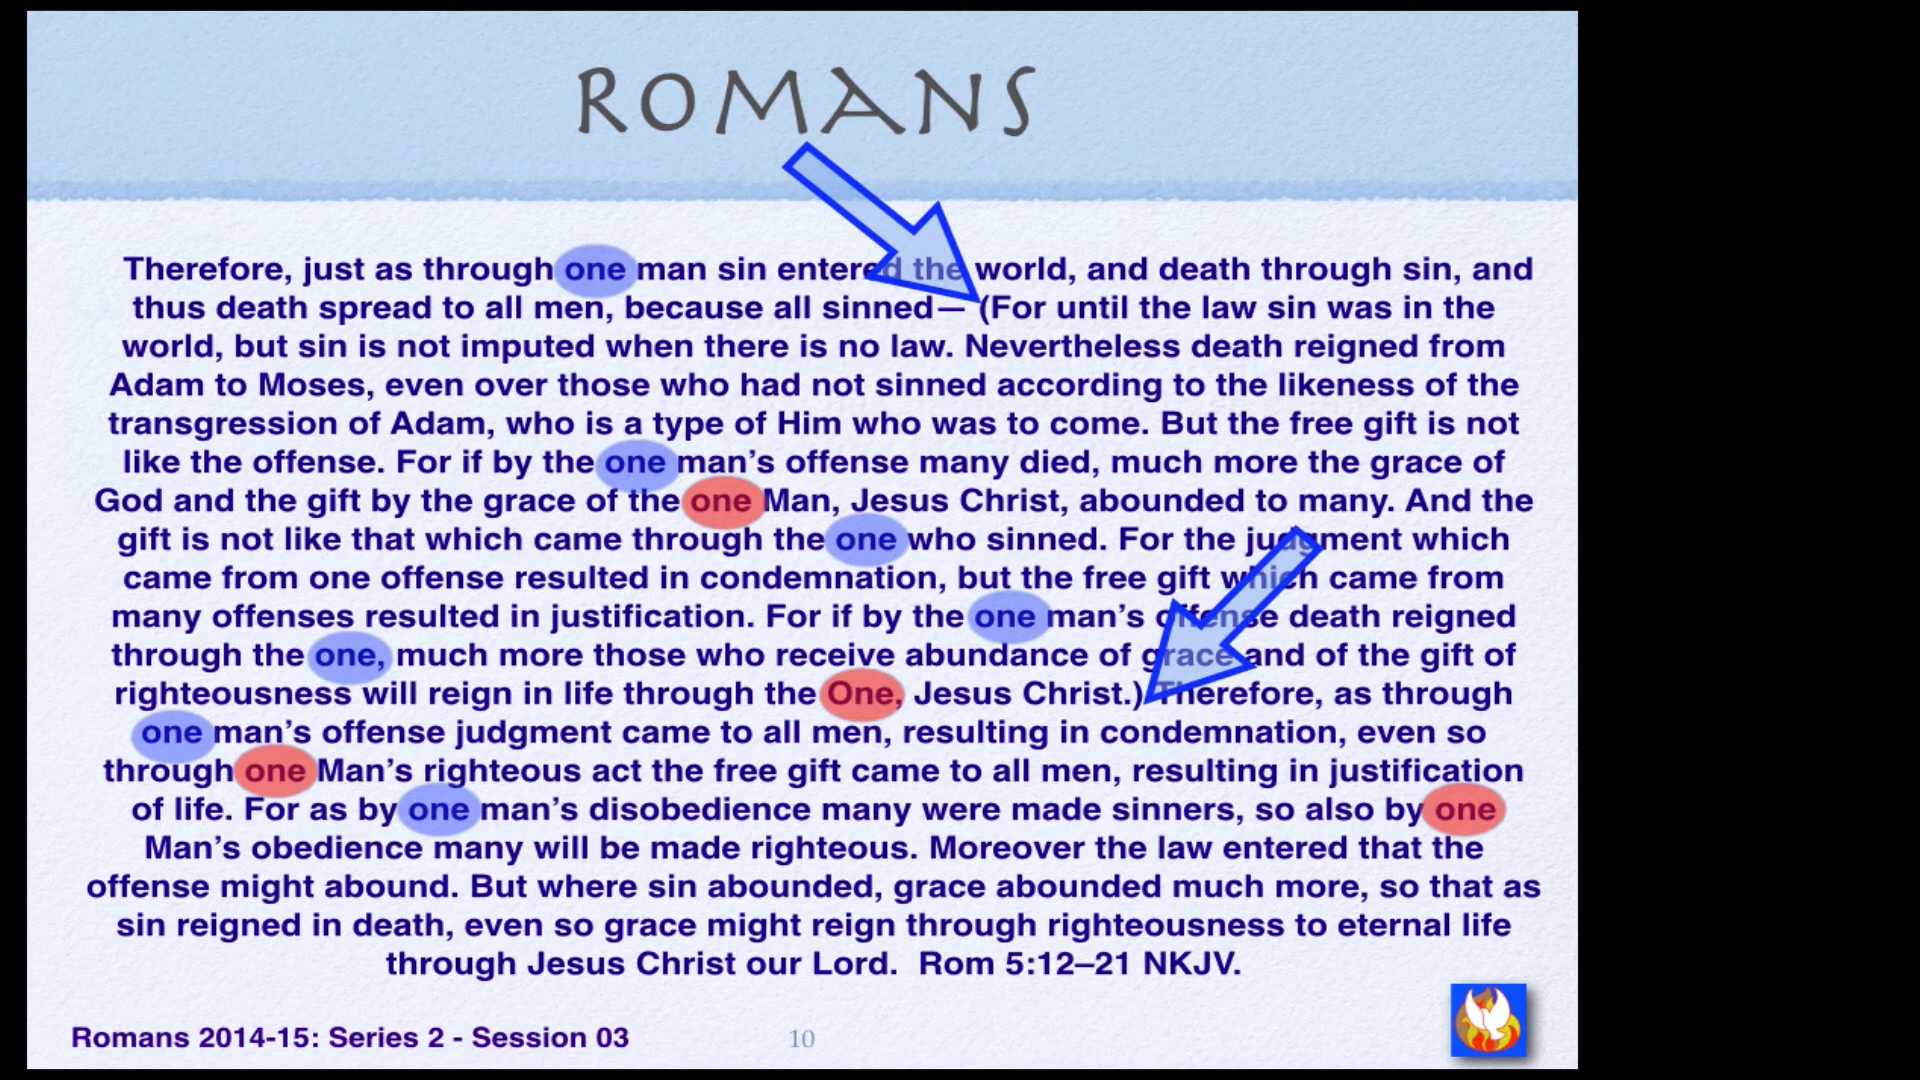 ROMANS
Therefore, just as through one man sin entered the world, and death through sin, and
thus death spread to all men, because all sinned— (For until the law sin was in the
world, but sin is not imputed when there is no law. Nevertheless death reigned from
Adam to Moses, even over those who had not sinned according to the likeness of the
transgression of Adam, who is a type of Him who was to come. But the free gift is not
like the offense. For if by the one man’s offense many died, much more the grace of
God and the gift by the grace of the one Man, Jesus Christ, abounded to many. And the
gift is not like that which came through the one who sinned. For the judgment which
came from one offense resulted in condemnation, but the free gift which came from
many offenses resulted in justification. For if by the one man’s offense death reigned
through the one, much more those who receive abundance of grace and of the gift of
righteousness will reign in life through the One, Jesus Christ.) Therefore, as through
one man’s offense judgment came to all men, resulting in condemnation, even so
through one Man’s righteous act the free gift came to all men, resulting in justification
of life. For as by one man’s disobedience many were made sinners, so also by one
Man’s obedience many will be made righteous. Moreover the law entered that the
offense might abound. But where sin abounded, grace abounded much more, so that as
sin reigned in death, even so grace might reign through righteousness to eternal life
through Jesus Christ our Lord.  Rom 5:12–21 NKJV.
Romans 2014-15: Series 2 - Session 03
10